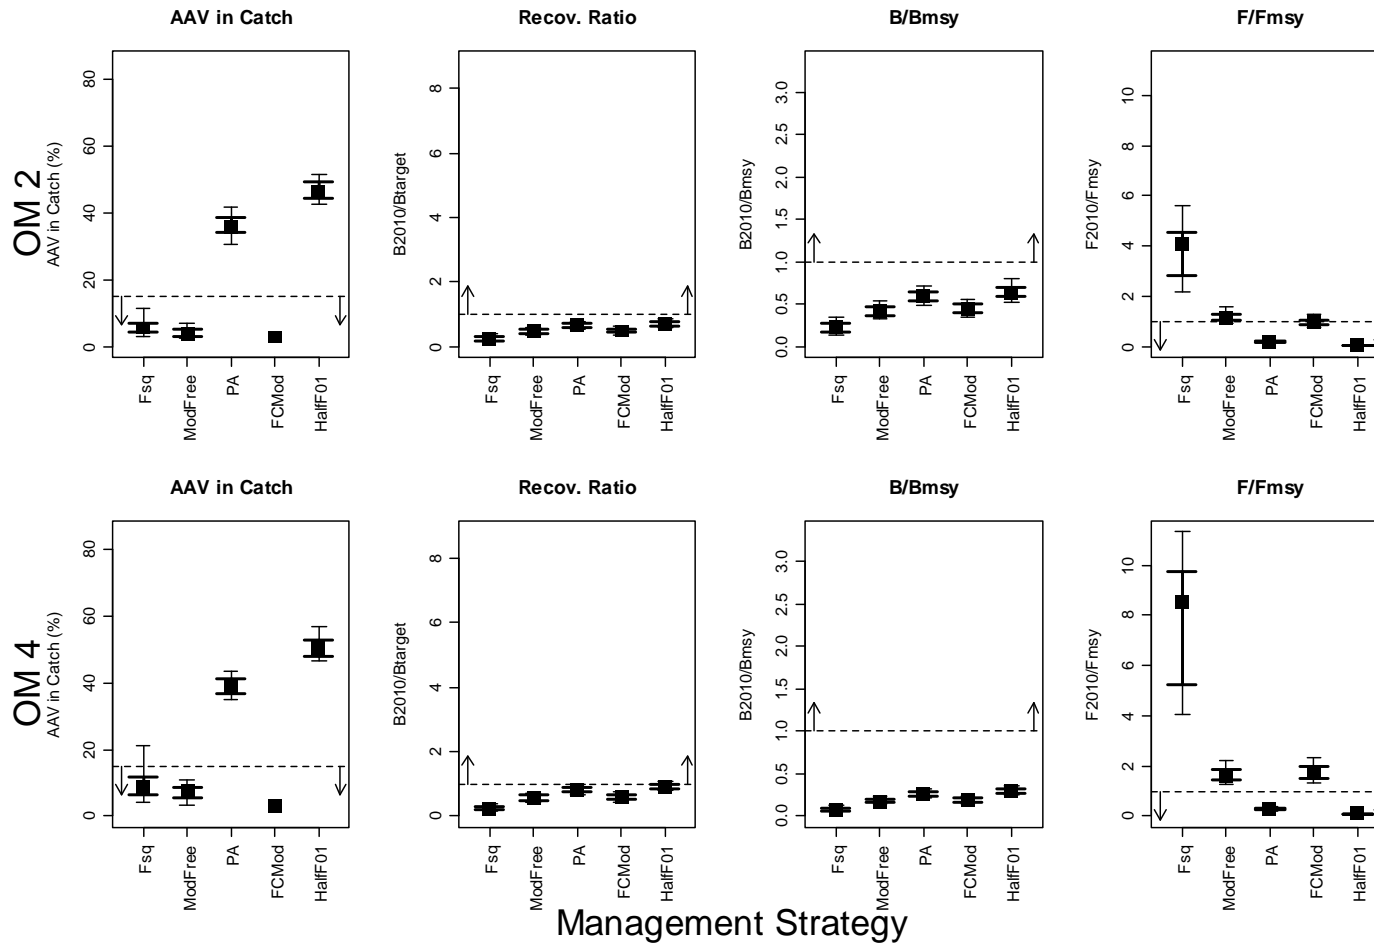 AAV in Catch
Recov. Ratio
B/Bmsy
F/Fmsy
OM 2
AAV in Catch (%)
0 20 40 60 80
Fsq ModFree PA FCMod HalfF01
B2010/Btarget
0 2 4 6 8
Fsq ModFree PA FCMod HalfF01
B2010/Bmsy
0.0 0.5 1.0 1.5 2.0 2.5 3.0
Fsq ModFree PA FCMod HalfF01
F2010/Fmsy
0 2 4 6 8 10
Fsq ModFree PA FCMod HalfF01
AAV in Catch
Recov. Ratio
B/Bmsy
F/Fmsy
OM 4
AAV in Catch (%)
0 20 40 60 80
Fsq ModFree PA FCMod HalfF01
B2010/Btarget
0 2 4 6 8
Fsq ModFree PA FCMod HalfF01
B2010/Bmsy
0.0 0.5 1.0 1.5 2.0 2.5 3.0
Fsq ModFree PA FCMod HalfF01
F2010/Fmsy
0 2 4 6 8 10
Fsq ModFree PA FCMod HalfF01
Management Strategy